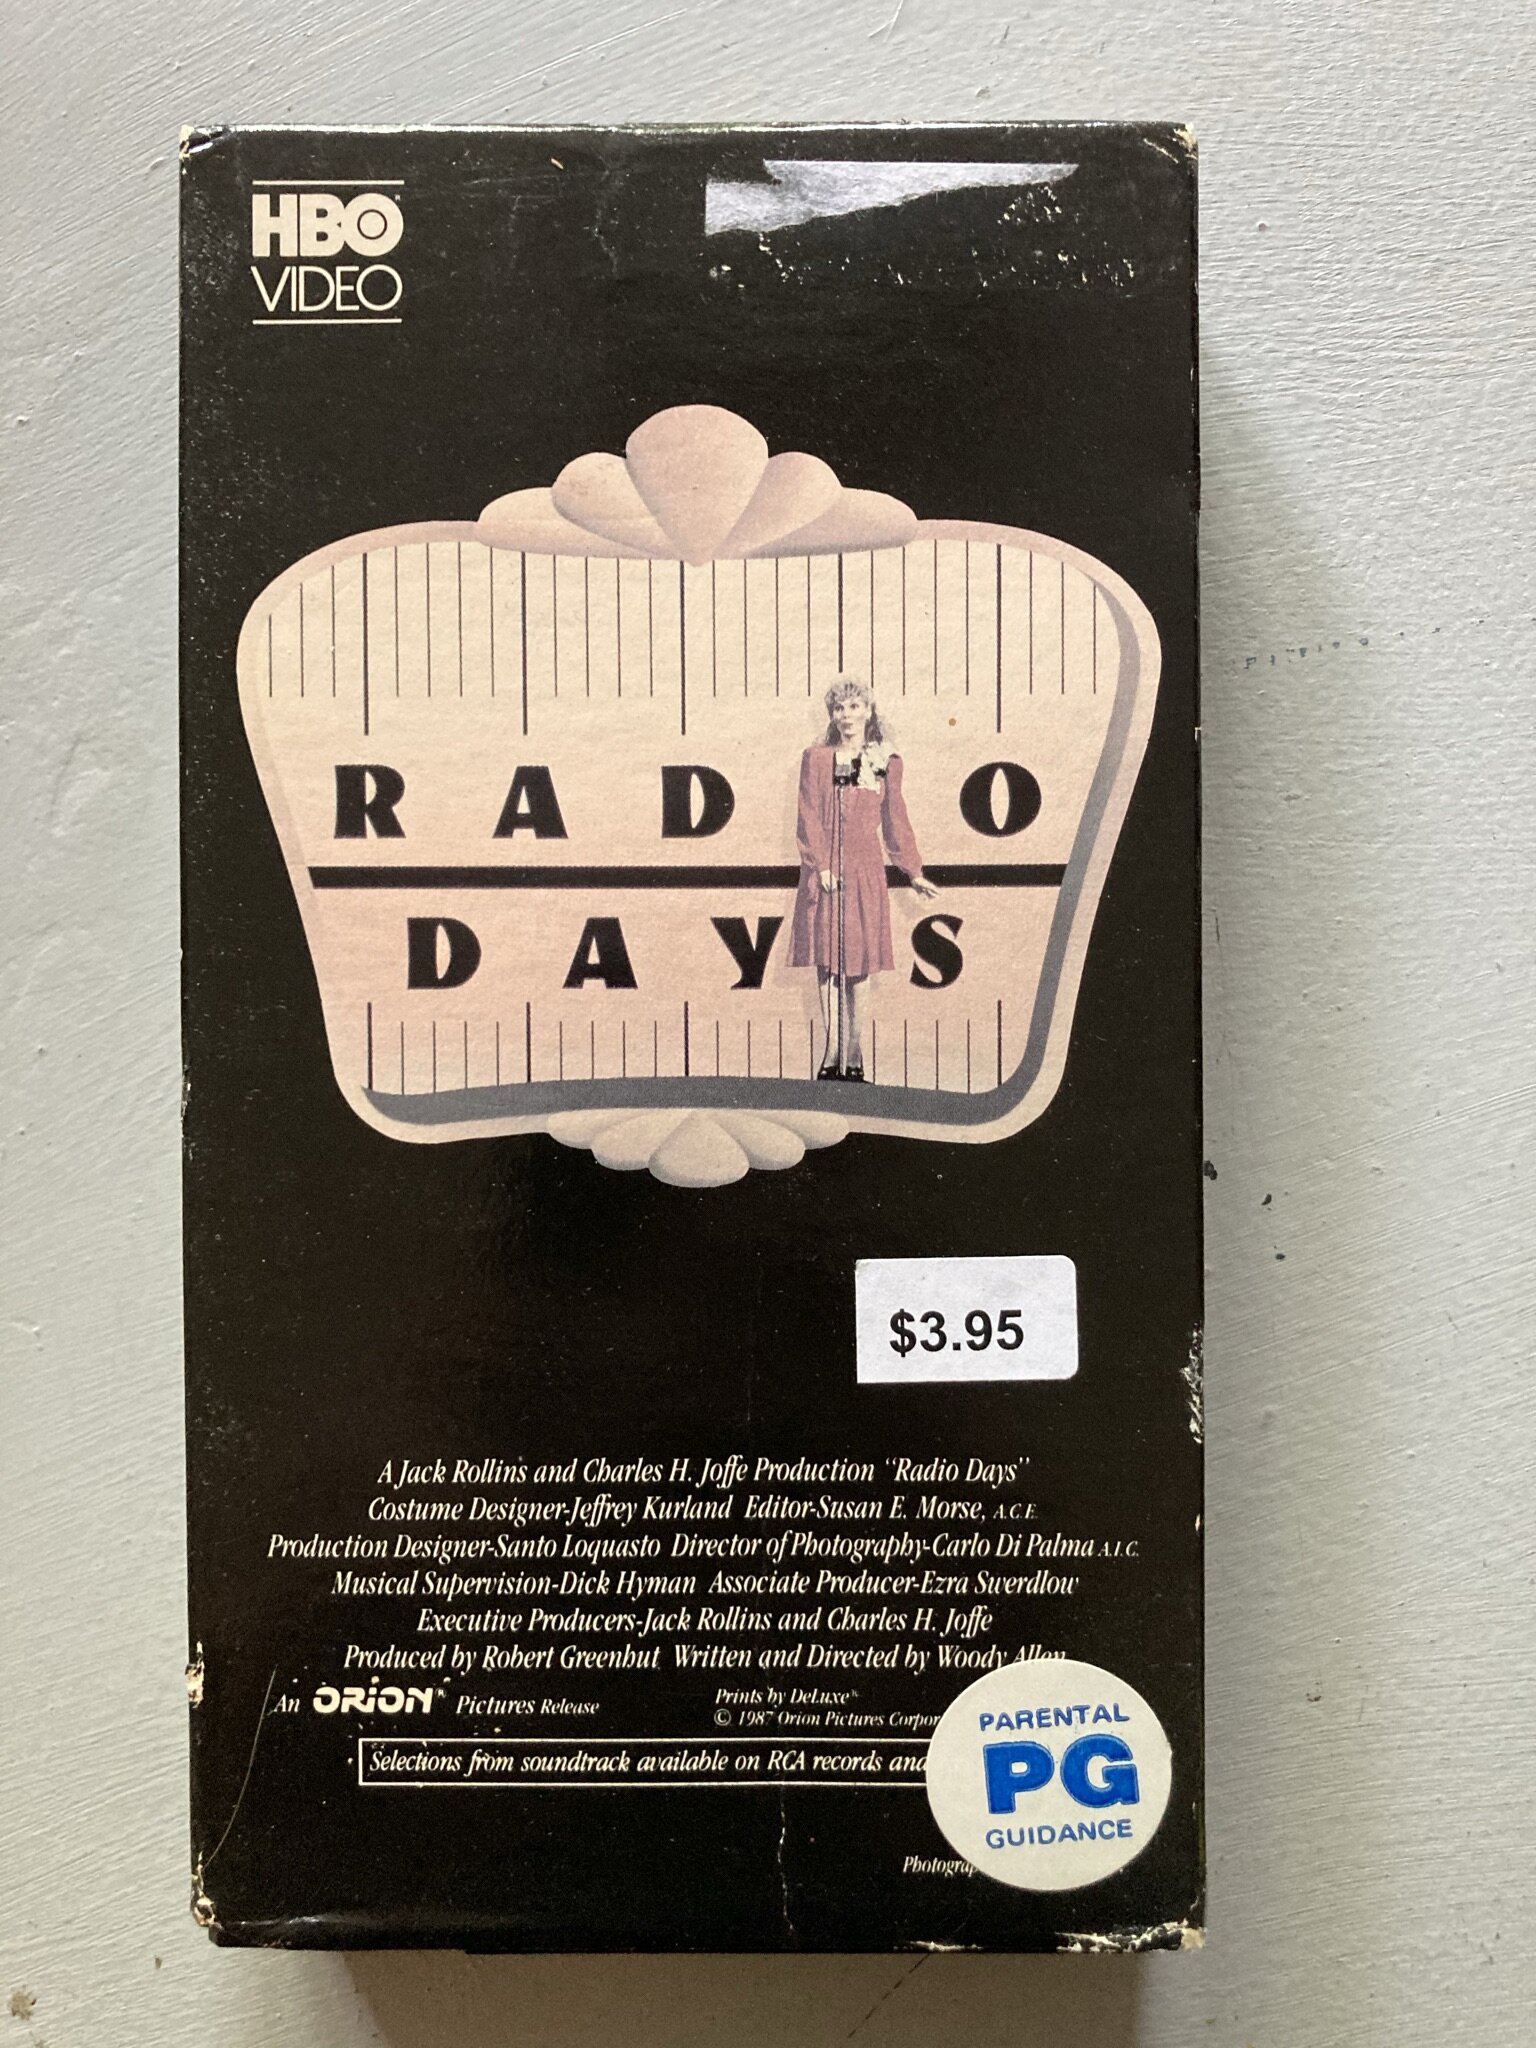 HBO
VIDEO
RADIO
DAYS
$3.95
A Jack Rollins and Charles H. Joffe Production "Radio Days"
Costume Designer-Jeffrey Kurland Editor-Susan E. Morse, A.C.E.
Production Designer-Santo Loquasto Director of Photography-Carlo Di Palma A.I.C.
Musical Supervision-Dick Hyman Associate Producer-Ezra Swerdlow
Executive Producers-Jack Rollins and Charles H. Joffe
Produced by Robert Greenhut Written and Directed by Woody Allen
An ORION® Pictures Release
Prints by DeLuxe®
© 1987 Orion Pictures Corpor
Selections from soundtrack available on RCA records and
PARENTAL
PG
GUIDANCE
Photograp